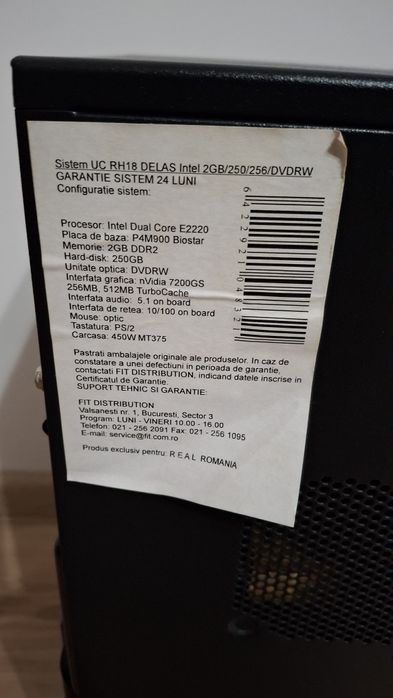 Sistem UC RH18 DELAS Intel 2GB/250/256/DVDRW
GARANTIE SISTEM 24 LUNI
Configuratie sistem:
Procesor: Intel Dual Core E2220
Placa de baza: P4M900 Biostar
Memorie: 2GB DDR2
Hard-disk: 250GB
Unitate optica: DVDRW
Interfata grafica: nVidia 7200GS
256MB, 512MB TurboCache
Interfata audio: 5.1 on board
Interfata de retea: 10/100 on board
Mouse: optic
Tastatura: PS/2
Carcasa: 450W MT375
Pastrati ambalajele originale ale produselor. In caz de
constatare a unei defectiuni in perioada de garantie,
contactati FIT DISTRIBUTION, indicand datele inscrise in
Certificatul de Garantie.
SUPORT TEHNIC SI GARANTIE:
FIT DISTRIBUTION
Valsanesti nr. 1, Bucuresti, Sector 3
Program: LUNI - VINERI 10.00 - 16.00
Telefon: 021 - 256 2091 Fax: 021 - 256 1095
E-mail: service@fit.com.ro
Produs exclusiv pentru: REAL ROMANIA